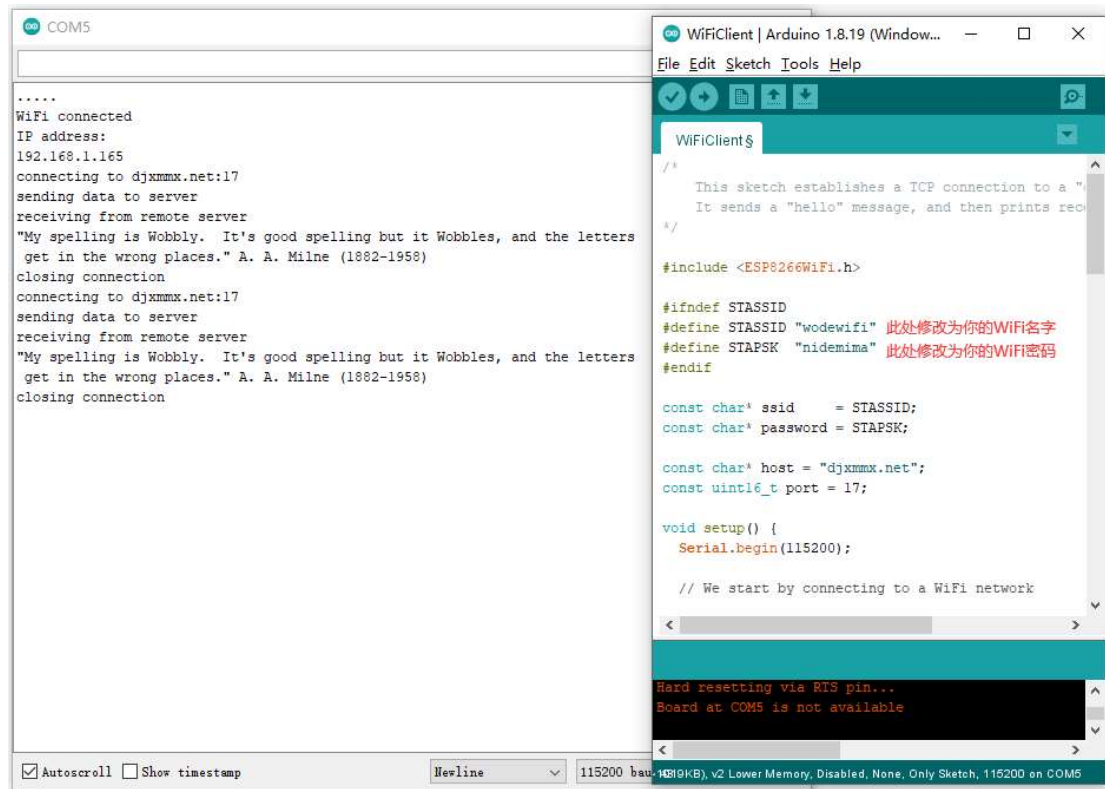 COM5
.....
WiFi connected
IP address:
192.168.1.165
connecting to djxmmx.net:17
sending data to server
receiving from remote server
"My spelling is Wobbly.  It's good spelling but it Wobbles, and the letters
 get in the wrong places." A. A. Milne (1882-1958)
closing connection
connecting to djxmmx.net:17
sending data to server
receiving from remote server
"My spelling is Wobbly.  It's good spelling but it Wobbles, and the letters
 get in the wrong places." A. A. Milne (1882-1958)
closing connection
Autoscroll Show timestamp Newline 115200 bau
WiFiClient | Arduino 1.8.19 (Window...
File Edit Sketch Tools Help
WiFiClient §
/*
    This sketch establishes a TCP connection to a "
    It sends a "hello" message, and then prints rec
*/
#include <ESP8266WiFi.h>
#ifndef STASSID
#define STASSID "wodewifi" 此处修改为你的WiFi名字
#define STAPSK  "nidemima" 此处修改为你的WiFi密码
#endif
const char* ssid     = STASSID;
const char* password = STAPSK;
const char* host = "djxmmx.net";
const uint16_t port = 17;
void setup() {
  Serial.begin(115200);
  // We start by connecting to a WiFi network
Hard resetting via RTS pin...
Board at COM5 is not available
9KB), v2 Lower Memory, Disabled, None, Only Sketch, 115200 on COM5